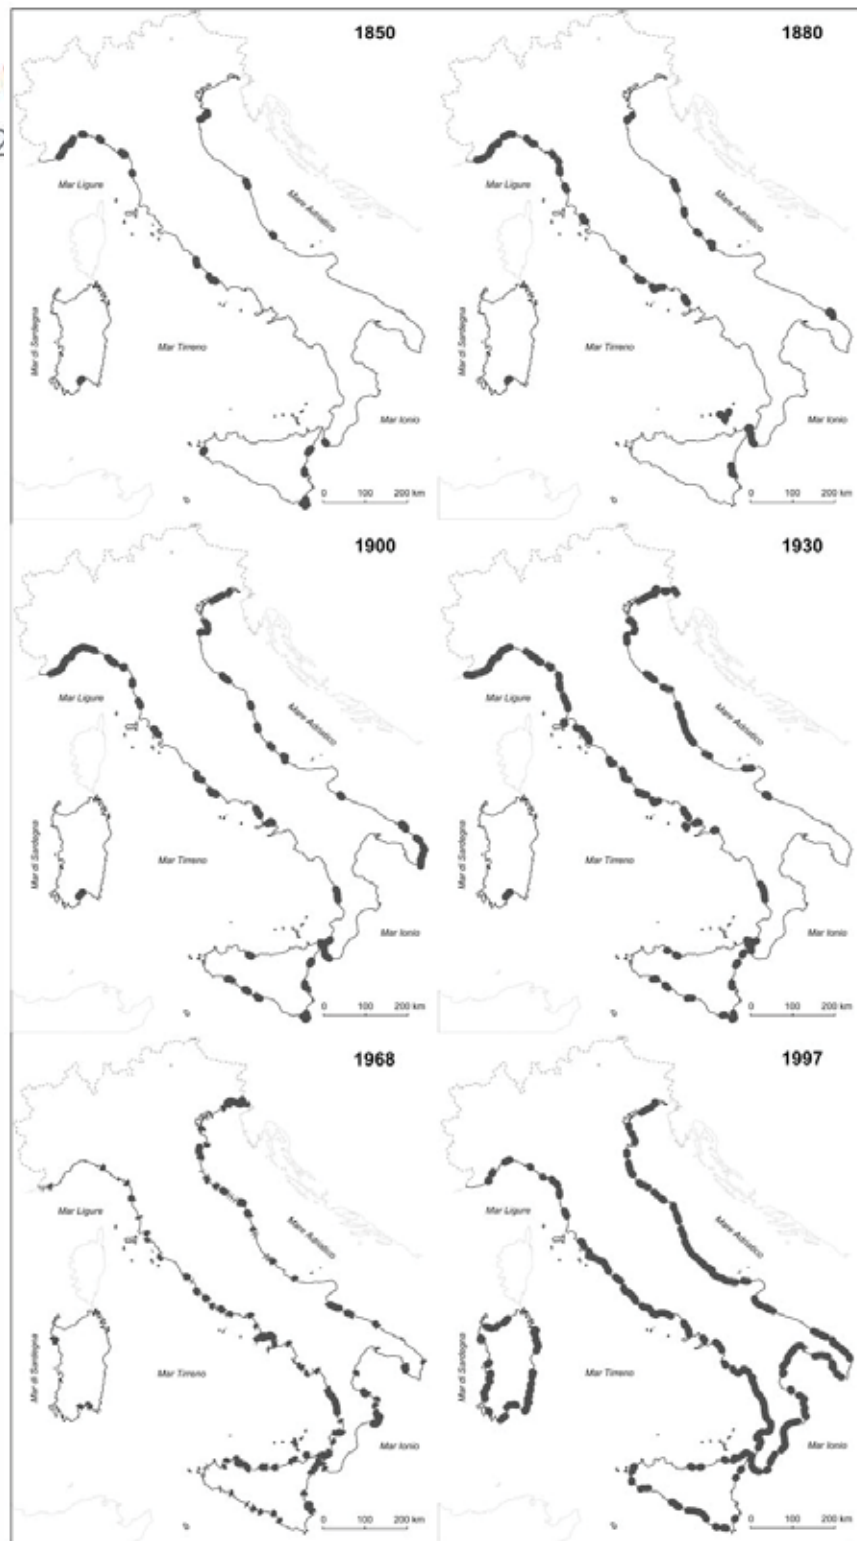 1850
Mar Ligure
Mare Adriatico
Mar di Sardegna
Mar Tirreno
Mar Ionio
0 100 200 km
1880
Mar Ligure
Mare Adriatico
Mar di Sardegna
Mar Tirreno
Mar Ionio
0 100 200 km
1900
Mar Ligure
Mare Adriatico
Mar di Sardegna
Mar Tirreno
Mar Ionio
0 100 200 km
1930
Mar Ligure
Mare Adriatico
Mar di Sardegna
Mar Tirreno
Mar Ionio
0 100 200 km
1968
Mar Ligure
Mare Adriatico
Mar di Sardegna
Mar Tirreno
Mar Ionio
0 100 200 km
1997
Mar Ligure
Mare Adriatico
Mar di Sardegna
Mar Tirreno
Mar Ionio
0 100 200 km